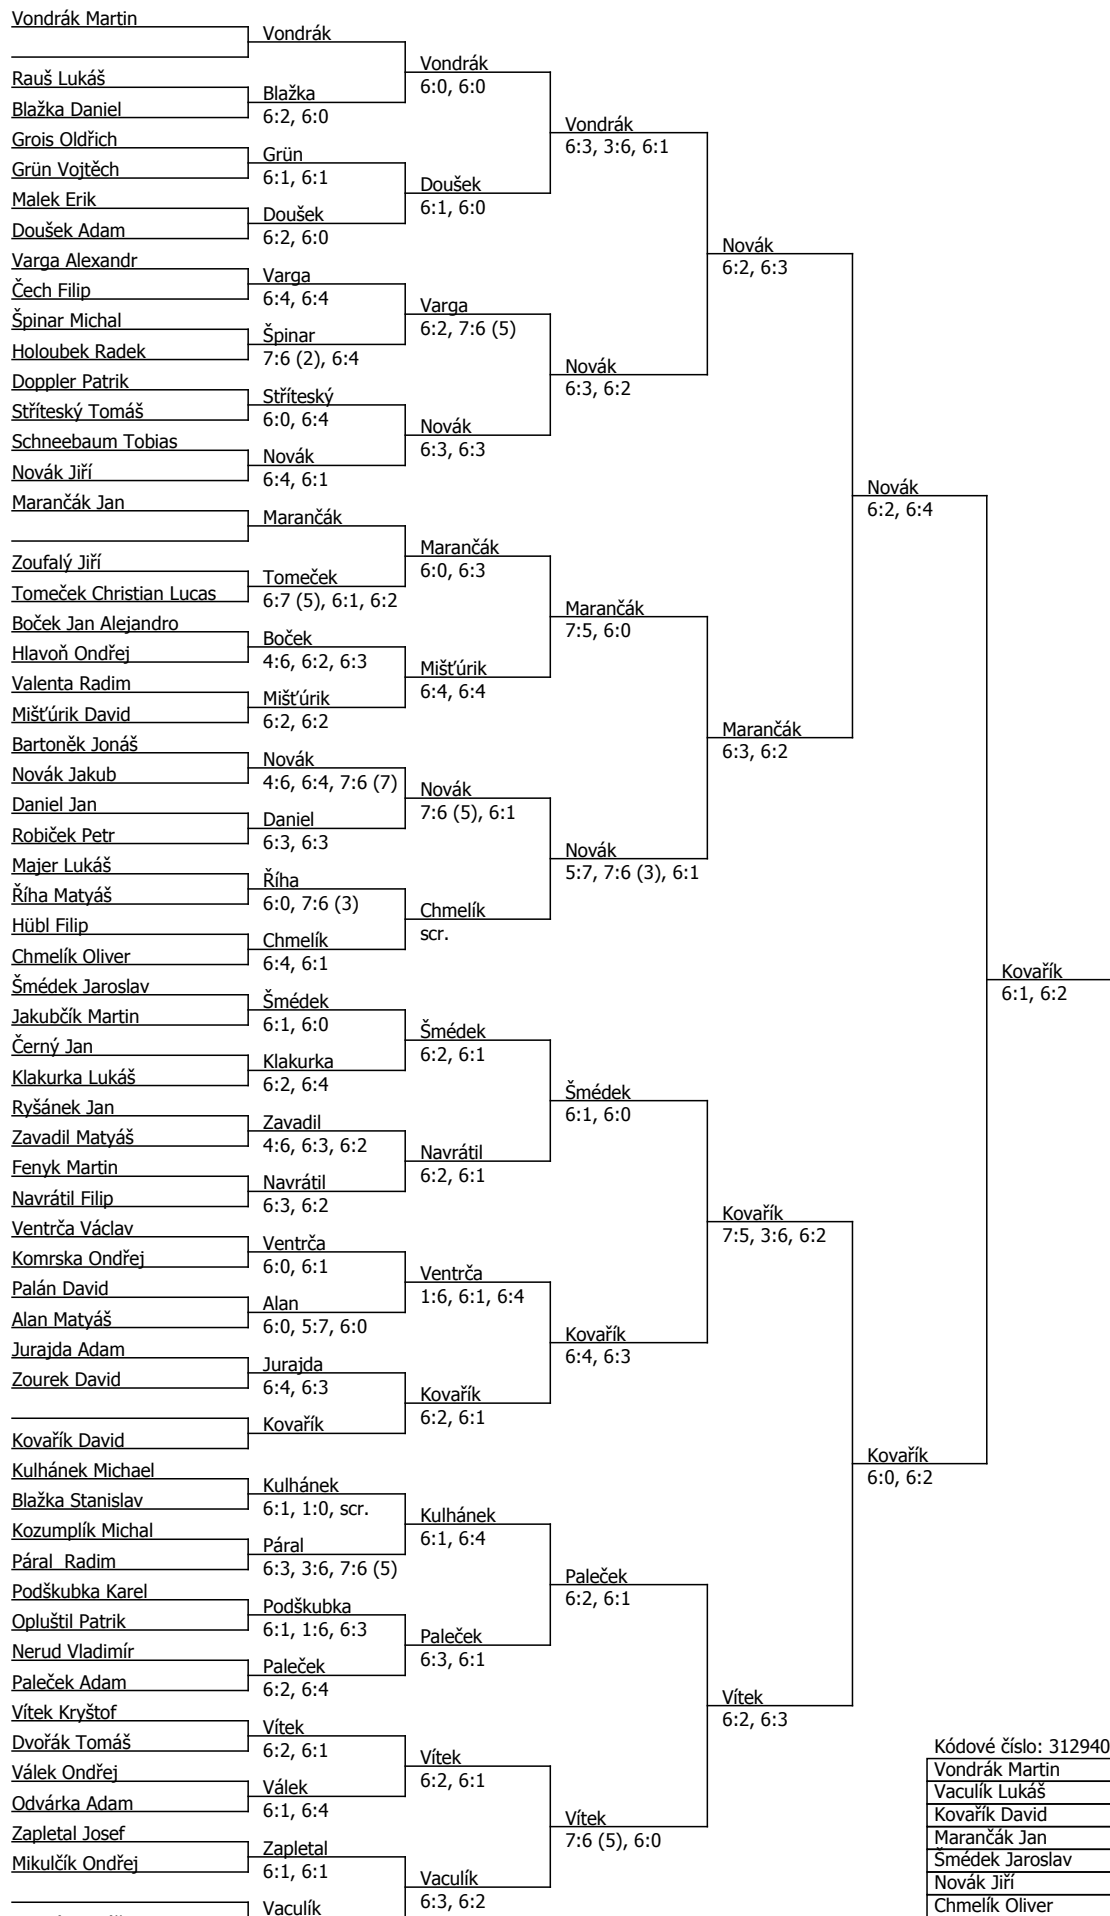 Vondrák Martin
Rauš Lukáš
Blažka Daniel
Grois Oldřich
Grün Vojtěch
Malek Erik
Doušek Adam
Varga Alexandr
Čech Filip
Špinar Michal
Holoubek Radek
Doppler Patrik
Stříteský Tomáš
Schneebaum Tobias
Novák Jiří
Marančák Jan
Zoufalý Jiří
Tomeček Christian Lucas
Boček Jan Alejandro
Hlavoň Ondřej
Valenta Radim
Mišťúrik David
Bartoněk Jonáš
Novák Jakub
Daniel Jan
Robiček Petr
Majer Lukáš
Říha Matyáš
Hübl Filip
Chmelík Oliver
Šmédek Jaroslav
Jakubčík Martin
Černý Jan
Klakurka Lukáš
Ryšánek Jan
Zavadil Matyáš
Fenyk Martin
Navrátil Filip
Ventrča Václav
Komrska Ondřej
Palán David
Alan Matyáš
Jurajda Adam
Zourek David
Kovařík David
Kulhánek Michael
Blažka Stanislav
Kozumplík Michal
Páral  Radim
Podškubka Karel
Opluštil Patrik
Nerud Vladimír
Paleček Adam
Vítek Kryštof
Dvořák Tomáš
Válek Ondřej
Odvárka Adam
Zapletal Josef
Mikulčík Ondřej
Vondrák
Blažka
6:2, 6:0
Grün
6:1, 6:1
Doušek
6:2, 6:0
Varga
6:4, 6:4
Špinar
7:6 (2), 6:4
Stříteský
6:0, 6:4
Novák
6:4, 6:1
Marančák
Tomeček
6:7 (5), 6:1, 6:2
Boček
4:6, 6:2, 6:3
Mišťúrik
6:2, 6:2
Novák
4:6, 6:4, 7:6 (7)
Daniel
6:3, 6:3
Říha
6:0, 7:6 (3)
Chmelík
6:4, 6:1
Šmédek
6:1, 6:0
Klakurka
6:2, 6:4
Zavadil
4:6, 6:3, 6:2
Navrátil
6:3, 6:2
Ventrča
6:0, 6:1
Alan
6:0, 5:7, 6:0
Jurajda
6:4, 6:3
Kovařík
Kulhánek
6:1, 1:0, scr.
Páral
6:3, 3:6, 7:6 (5)
Podškubka
6:1, 1:6, 6:3
Paleček
6:2, 6:4
Vítek
6:2, 6:1
Válek
6:1, 6:4
Zapletal
6:1, 6:1
Vaculík
Vondrák
6:0, 6:0
Doušek
6:1, 6:0
Varga
6:2, 7:6 (5)
Novák
6:3, 6:3
Marančák
6:0, 6:3
Mišťúrik
6:4, 6:4
Novák
7:6 (5), 6:1
Chmelík
scr.
Šmédek
6:2, 6:1
Navrátil
6:2, 6:1
Ventrča
1:6, 6:1, 6:4
Kovařík
6:2, 6:1
Kulhánek
6:1, 6:4
Paleček
6:3, 6:1
Vítek
6:2, 6:1
Vaculík
6:3, 6:2
Vondrák
6:3, 3:6, 6:1
Novák
6:3, 6:2
Marančák
7:5, 6:0
Novák
5:7, 7:6 (3), 6:1
Šmédek
6:1, 6:0
Kovařík
6:4, 6:3
Paleček
6:2, 6:1
Vítek
7:6 (5), 6:0
Novák
6:2, 6:3
Marančák
6:3, 6:2
Kovařík
7:5, 3:6, 6:2
Vítek
6:2, 6:3
Novák
6:2, 6:4
Kovařík
6:0, 6:2
Kovařík
6:1, 6:2
Kódové číslo: 312940
Vondrák Martin
Vaculík Lukáš
Kovařík David
Marančák Jan
Šmédek Jaroslav
Novák Jiří
Chmelík Oliver